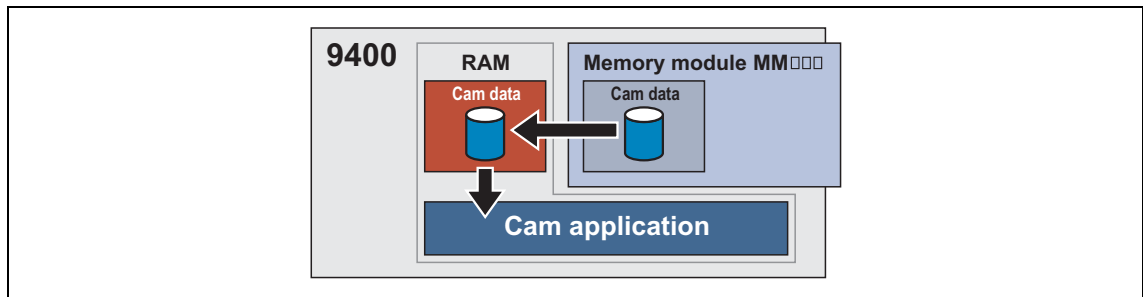 9400
RAM
Memory module MM□□□
Cam data
Cam data
Cam application